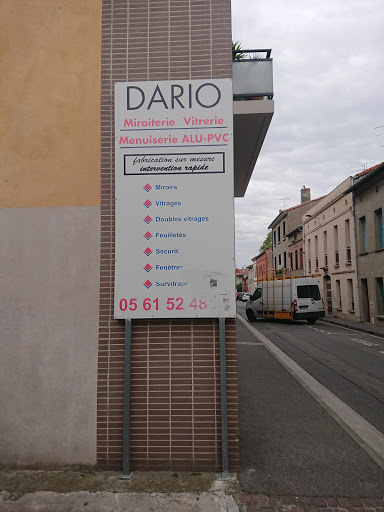 DARIO
Miroiterie Vitrerie
Menuiserie ALU-PVC
fabrication sur mesure
intervention rapide
Miroirs
Vitrages
Doubles vitrages
Feuilletés
Securit
Fenêtres
Survitrage
05 61 52 48